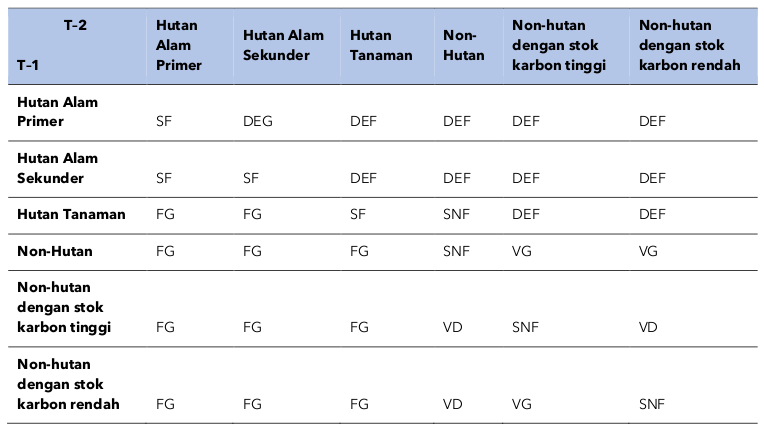 T–2 Hutan Alam Primer Hutan Alam Sekunder Hutan Tanaman Non-Hutan Non-hutan dengan stok karbon tinggi Non-hutan dengan stok karbon rendah
T–1
Hutan Alam
Primer SF DEG DEF DEF DEF DEF
Hutan Alam
Sekunder SF SF DEF DEF DEF DEF
Hutan Tanaman FG FG SF SNF DEF DEF
Non-Hutan FG FG FG SNF VG VG
Non-hutan
dengan stok
karbon tinggi FG FG FG VD SNF VD
Non-hutan
dengan stok
karbon rendah FG FG FG VD VG SNF